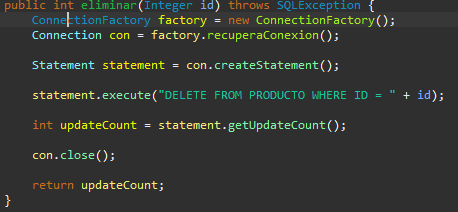 public int eliminar(Integer id) throws SQLException {
ConnectionFactory factory = new ConnectionFactory();
Connection con = factory.recuperaConexion();
Statement statement = con.createStatement();
statement.execute("DELETE FROM PRODUCTO WHERE ID = " + id);
int updateCount = statement.getUpdateCount();
con.close();
return updateCount;
}